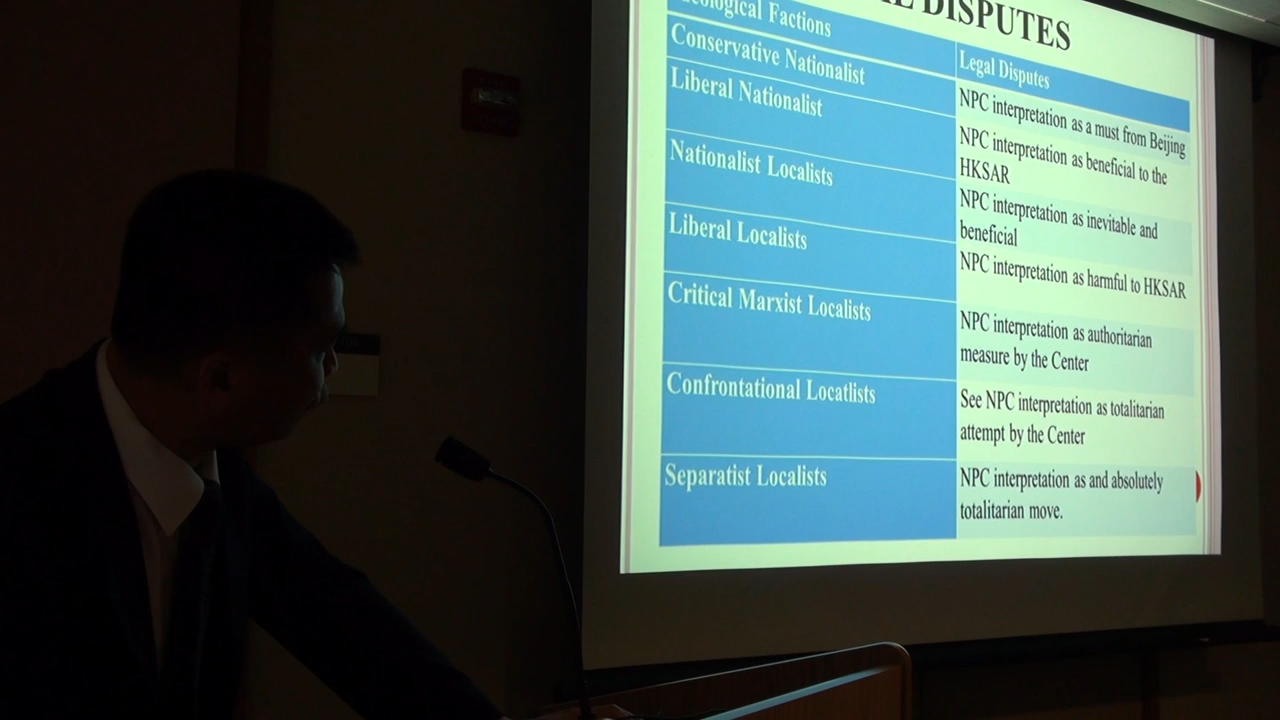 DISPUTES
Factions
Legal Disputes
Conservative Nationalist
NPC interpretation as a must from Beijing
Liberal Nationalist
NPC interpretation as beneficial to the
HKSAR
Nationalist Localists
NPC interpretation as inevitable and
beneficial
Liberal Localists
NPC interpretation as harmful to HKSAR
Critical Marxist Localists
NPC interpretation as authoritarian
measure by the Center
Confrontational Locatlists
See NPC interpretation as totalitarian
attempt by the Center
Separatist Localists
NPC interpretation as and absolutely
totalitarian move.